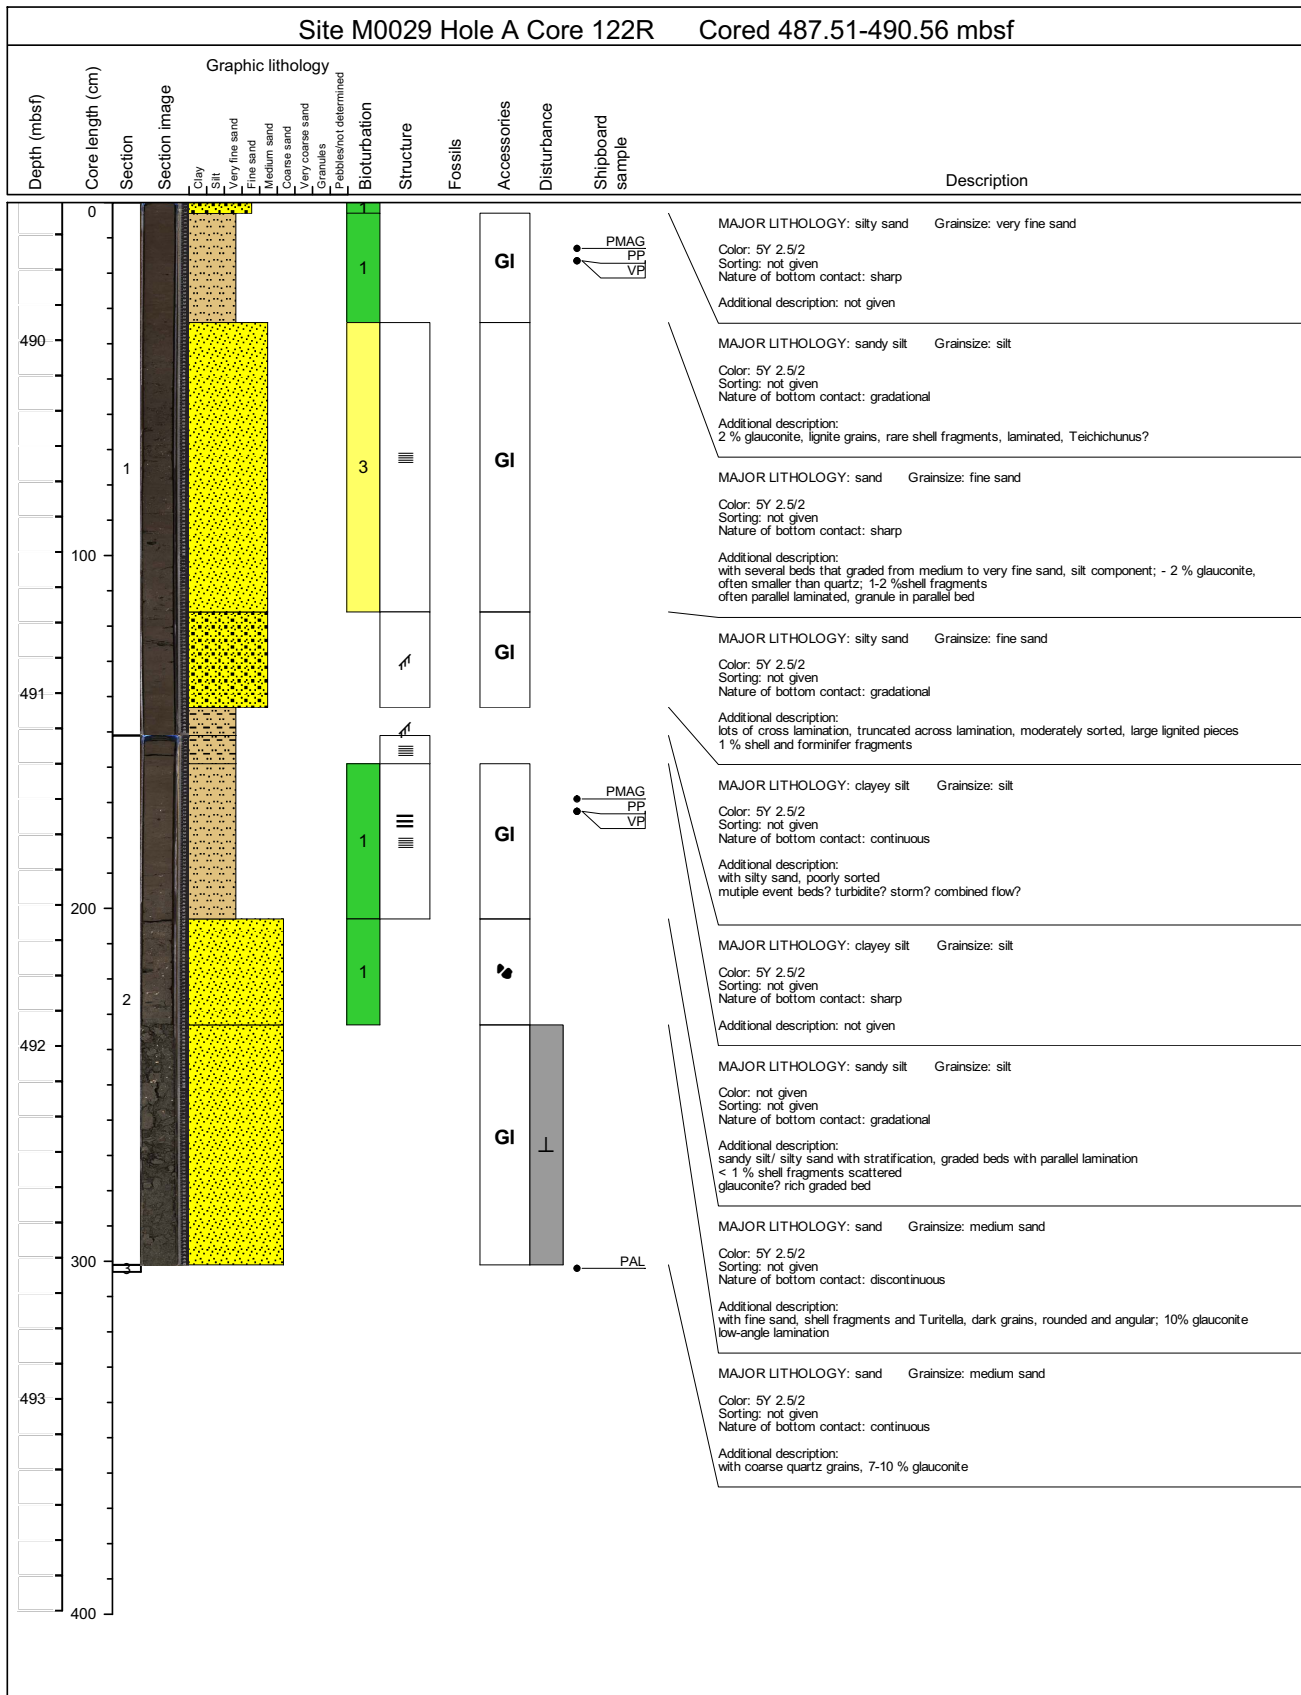 Site M0029 Hole A Core 122R Cored 487.51-490.56 mbsf
Graphic lithology
Depth (mbsf)
Core length (cm)
Section
Section image
Clay
Silt
Very fine sand
Fine sand
Medium sand
Coarse sand
Very coarse sand
Granules
Pebbles/not determined
Bioturbation
Structure
Fossils
Accessories
Disturbance
Shipboard
sample
Description
0
100
200
300
400
490
491
492
493
1
2
3
1
1
3
1
1
GI
GI
GI
GI
GI
PMAG
PP
VP
PMAG
PP
VP
PAL
MAJOR LITHOLOGY: silty sand Grainsize: very fine sand
Color: 5Y 2.5/2
Sorting: not given
Nature of bottom contact: sharp
Additional description: not given
MAJOR LITHOLOGY: sandy silt Grainsize: silt
Color: 5Y 2.5/2
Sorting: not given
Nature of bottom contact: gradational
Additional description:
2 % glauconite, lignite grains, rare shell fragments, laminated, Teichichunus?
MAJOR LITHOLOGY: sand Grainsize: fine sand
Color: 5Y 2.5/2
Sorting: not given
Nature of bottom contact: sharp
Additional description:
with several beds that graded from medium to very fine sand, silt component; - 2 % glauconite,
often smaller than quartz; 1-2 %shell fragments
often parallel laminated, granule in parallel bed
MAJOR LITHOLOGY: silty sand Grainsize: fine sand
Color: 5Y 2.5/2
Sorting: not given
Nature of bottom contact: gradational
Additional description:
lots of cross lamination, truncated across lamination, moderately sorted, large lignited pieces
1 % shell and forminifer fragments
MAJOR LITHOLOGY: clayey silt Grainsize: silt
Color: 5Y 2.5/2
Sorting: not given
Nature of bottom contact: continuous
Additional description:
with silty sand, poorly sorted
mutiple event beds? turbidite? storm? combined flow?
MAJOR LITHOLOGY: clayey silt Grainsize: silt
Color: 5Y 2.5/2
Sorting: not given
Nature of bottom contact: sharp
Additional description: not given
MAJOR LITHOLOGY: sandy silt Grainsize: silt
Color: not given
Sorting: not given
Nature of bottom contact: gradational
Additional description:
sandy silt/ silty sand with stratification, graded beds with parallel lamination
< 1 % shell fragments scattered
glauconite? rich graded bed
MAJOR LITHOLOGY: sand Grainsize: medium sand
Color: 5Y 2.5/2
Sorting: not given
Nature of bottom contact: discontinuous
Additional description:
with fine sand, shell fragments and Turitella, dark grains, rounded and angular; 10% glauconite
low-angle lamination
MAJOR LITHOLOGY: sand Grainsize: medium sand
Color: 5Y 2.5/2
Sorting: not given
Nature of bottom contact: continuous
Additional description:
with coarse quartz grains, 7-10 % glauconite